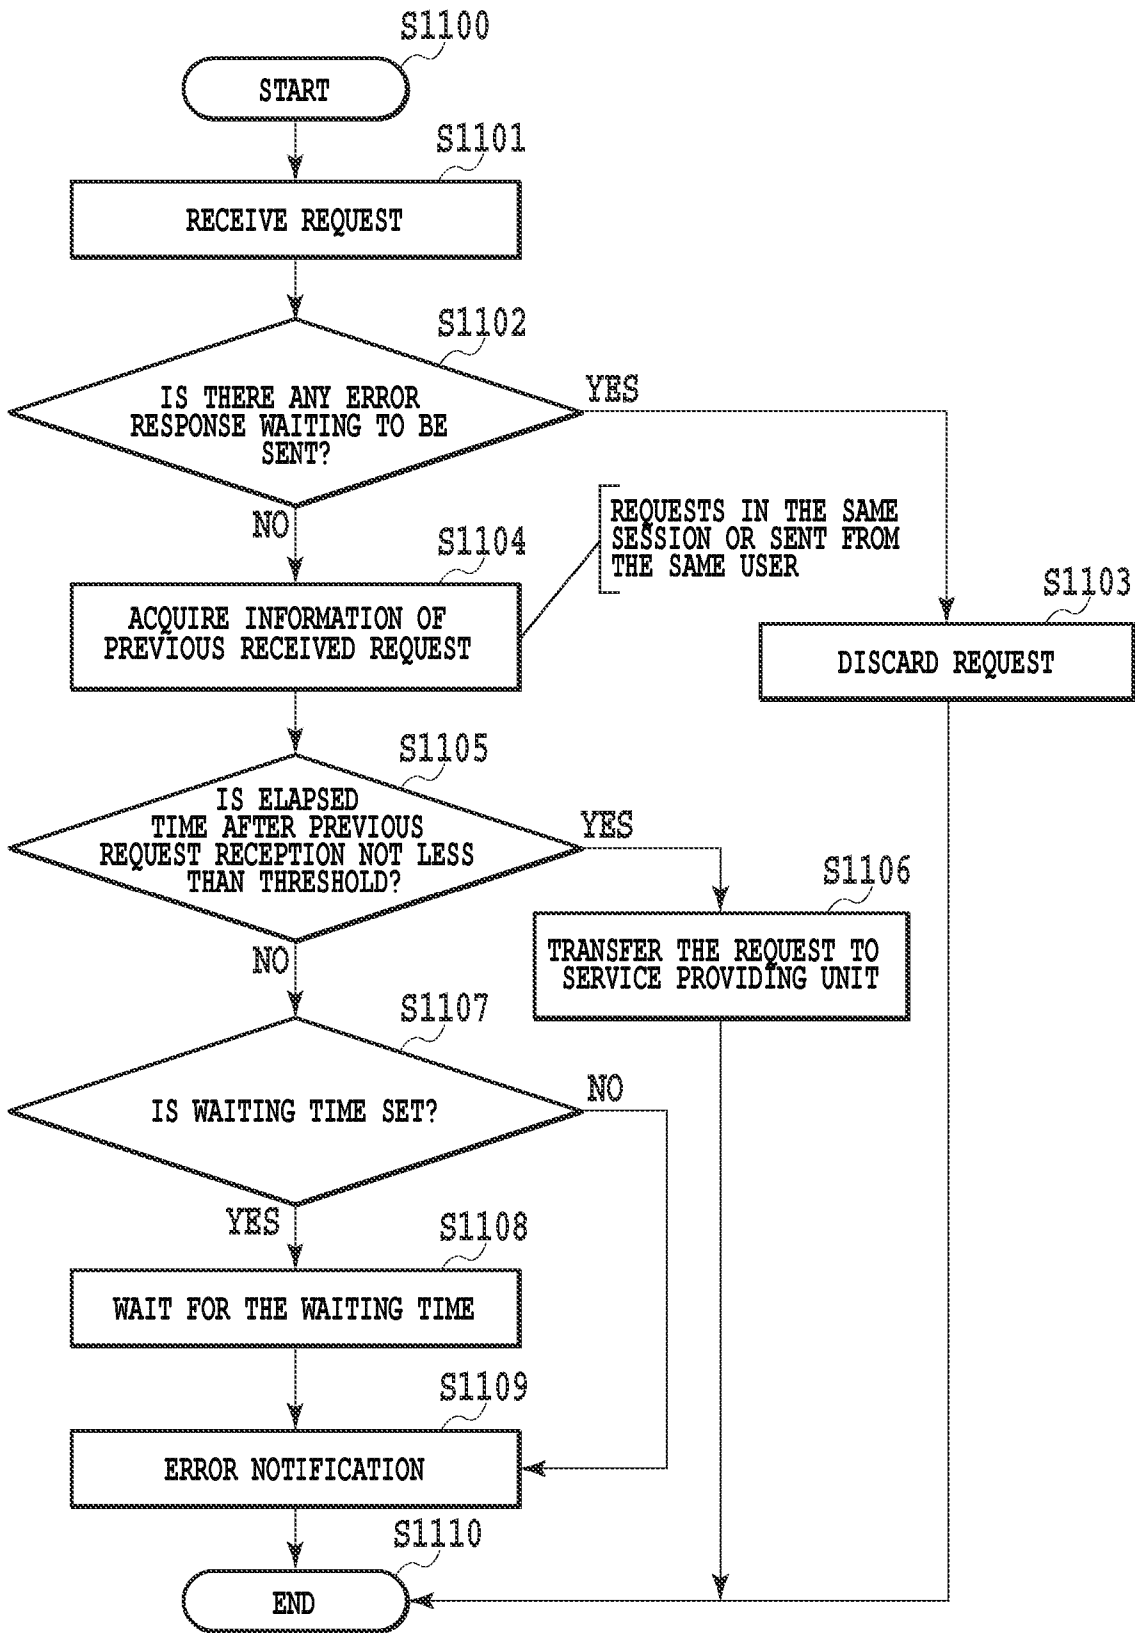 S1100
START
S1101
RECEIVE REQUEST
S1102
IS THERE ANY ERROR
RESPONSE WAITING TO BE
SENT?
YES
NO
REQUESTS IN THE SAME
SESSION OR SENT FROM
THE SAME USER
S1104
ACQUIRE INFORMATION OF
PREVIOUS RECEIVED REQUEST
S1103
DISCARD REQUEST
S1105
IS ELAPSED
TIME AFTER PREVIOUS
REQUEST RECEPTION NOT LESS
THAN THRESHOLD?
YES
NO
S1106
TRANSFER THE REQUEST TO
SERVICE PROVIDING UNIT
S1107
IS WAITING TIME SET?
NO
YES
S1108
WAIT FOR THE WAITING TIME
S1109
ERROR NOTIFICATION
S1110
END